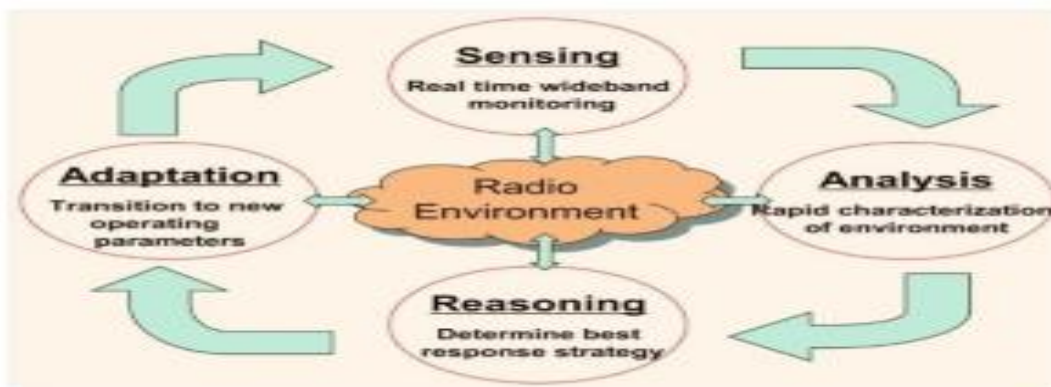 Sensing
Real time wideband
monitoring
Adaptation
Transition to new
operating
parameters
Radio
Environment
Analysis
Rapid characterization
of environment
Reasoning
Determine best
response strategy